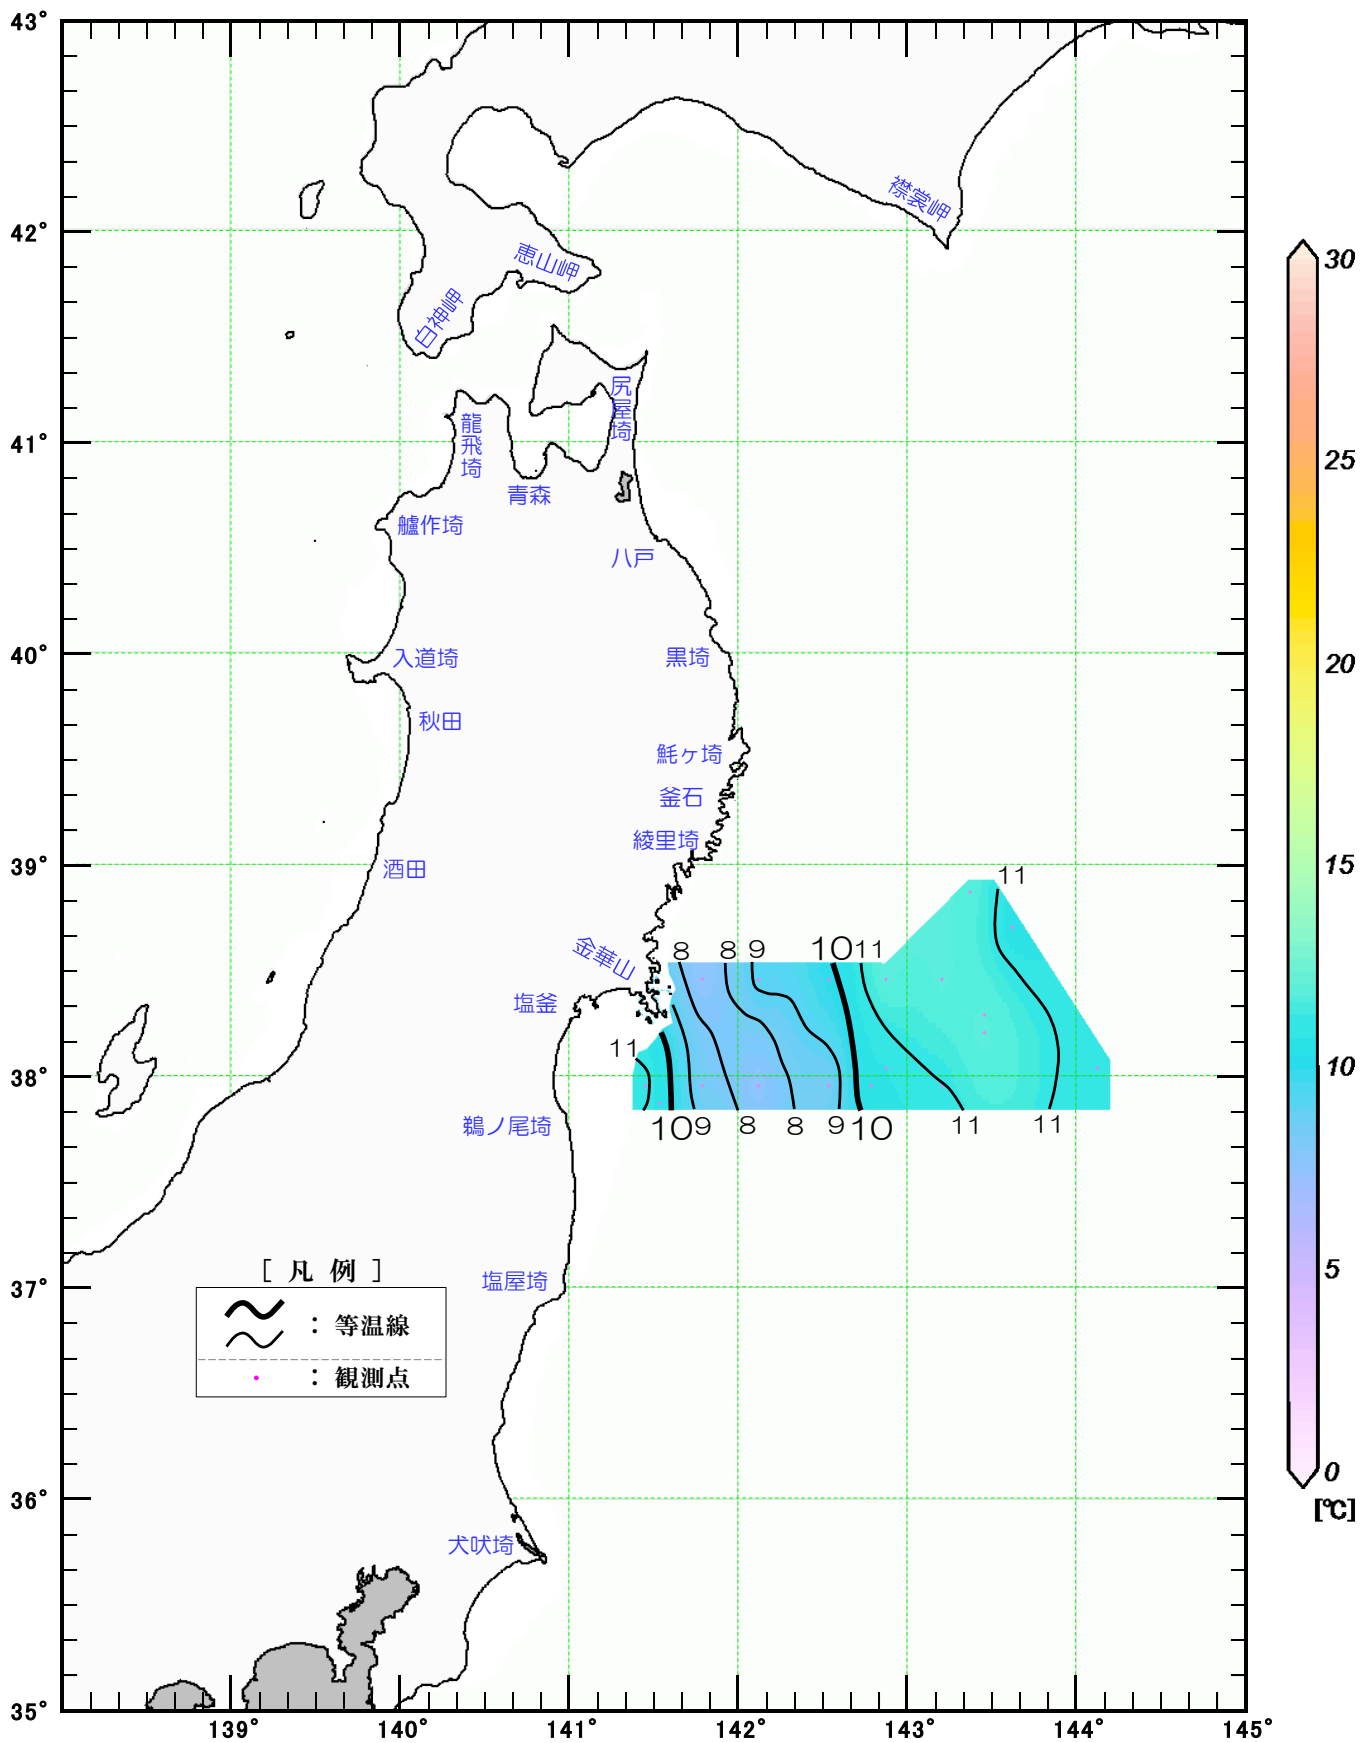 43°
42°
41°
40°
39°
38°
37°
36°
35°
139°
140°
141°
142°
143°
144°
145°
襟裳岬
恵山岬
白神岬
尻屋埼
龍飛埼
青森
艫作埼
八戸
入道埼
黒埼
秋田
魹ヶ埼
釜石
綾里埼
酒田
金華山
塩釜
鵜ノ尾埼
塩屋埼
犬吠埼
8
8
9
10
11
11
11
10
9
8
8
9
10
11
11
[ 凡 例 ]
: 等温線
: 観測点
30
25
20
15
10
5
0
[℃]